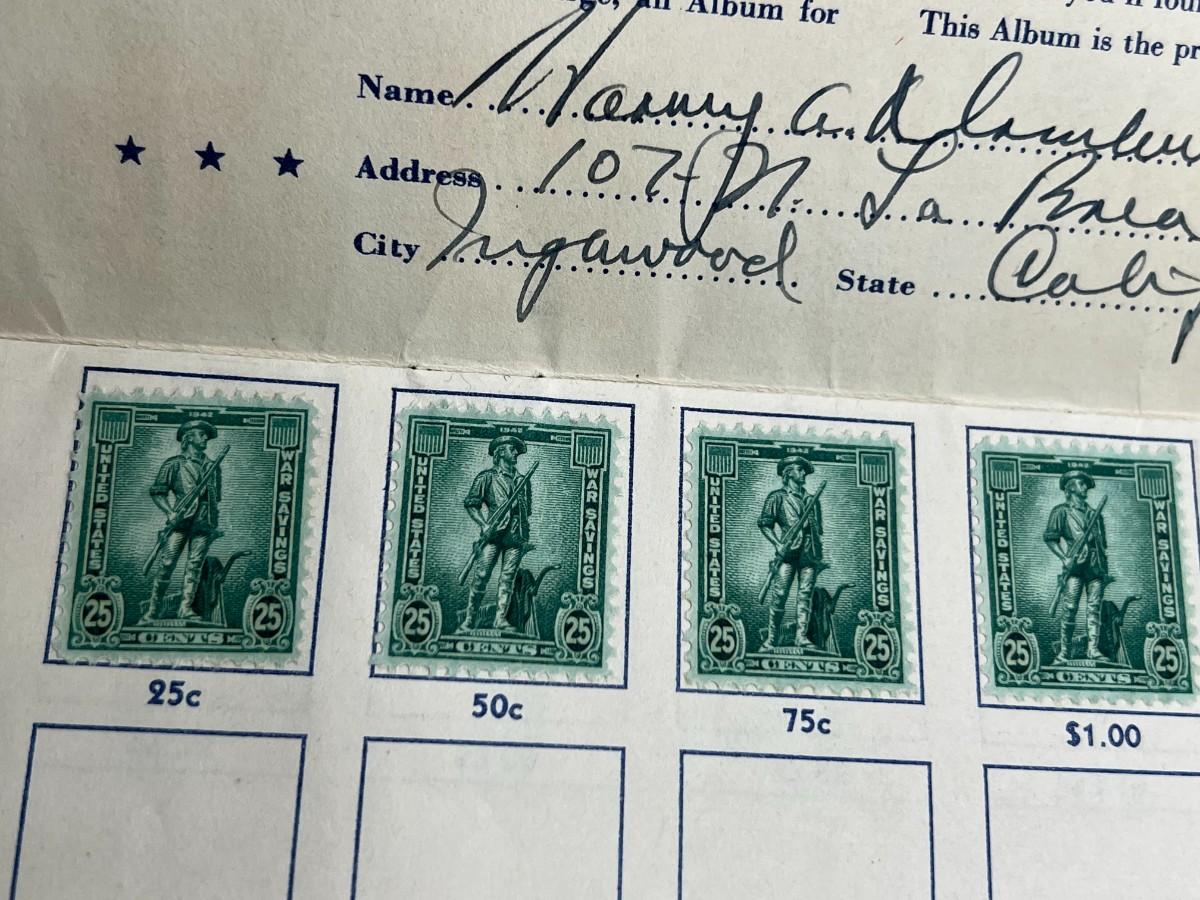 an Album for This Album is the
Name
Address 107 N. La Brea
City Inglewood State Calif
1942 1942 1942 1942
UNITED STATES WAR SAVINGS UNITED STATES WAR SAVINGS UNITED STATES WAR SAVINGS UNITED STATES WAR SAVINGS
25 25 25 25 25 25 25 25
CENTS CENTS CENTS CENTS
25c 50c 75c $1.00